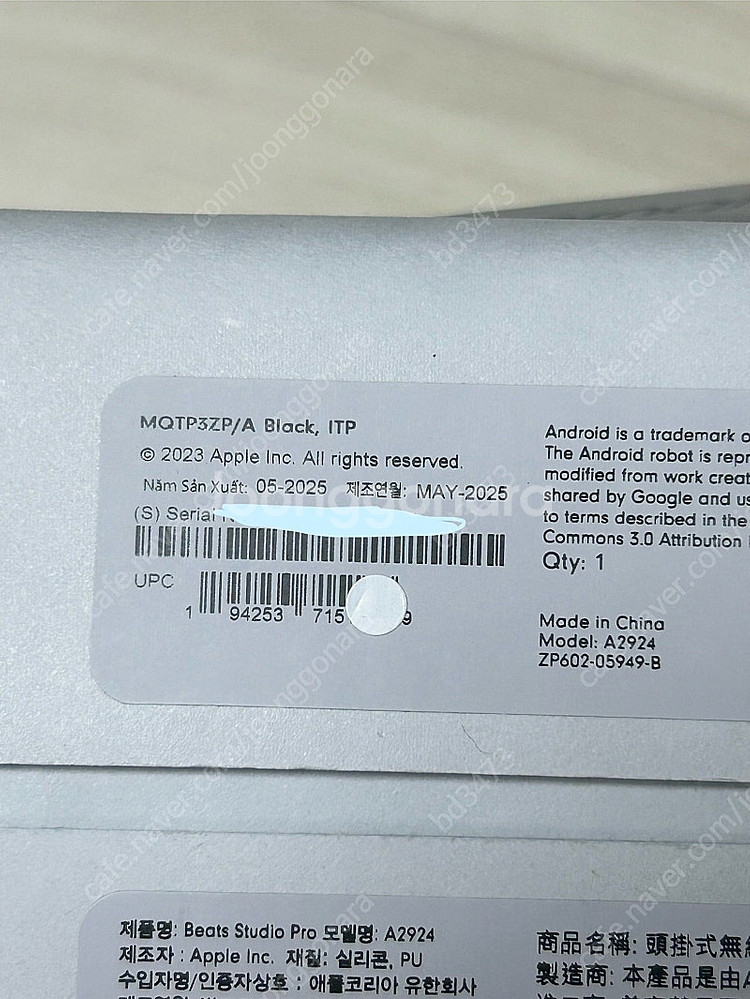 MQTP3ZP/A Black, ITP
© 2023 Apple Inc. All rights reserved.
Năm Sản Xuất: 05-2025 제조연월: MAY-2025
(S) Serial
UPC
1 94253 715 9
Android is a trademark
The Android robot is
modified from work
shared by Google and
to terms described in the
Commons 3.0 Attribution
Qty: 1
Made in China
Model: A2924
ZP602-05949-B
제품명: Beats Studio Pro 모델명: A2924
제조자 : Apple Inc. 재질: 실리콘, PU
수입자명/인증자상호 : 애플코리아 유한회사
商品名稱: 頭掛式無
製造商: 本產品是由
joonggonara
cafe.naver.com/joonggonara
bd3473